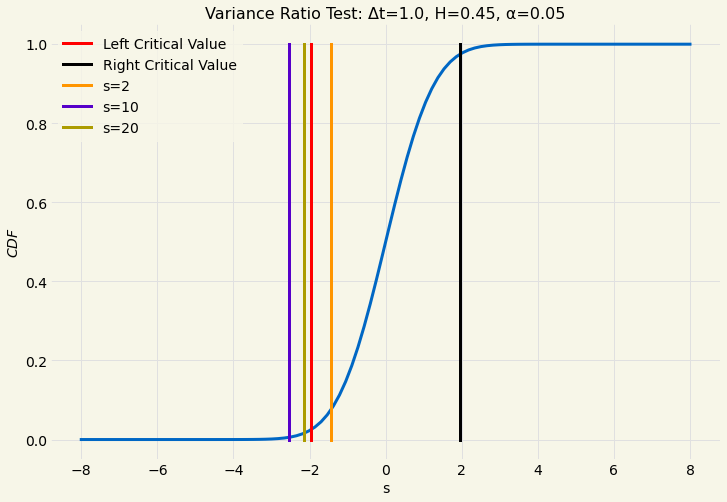 Variance Ratio Test: Δt=1.0, H=0.45, α=0.05
Left Critical Value
Right Critical Value
s=2
s=10
s=20
CDF
1.0
0.8
0.6
0.4
0.2
0.0
−8 −6 −4 −2 0 2 4 6 8
s